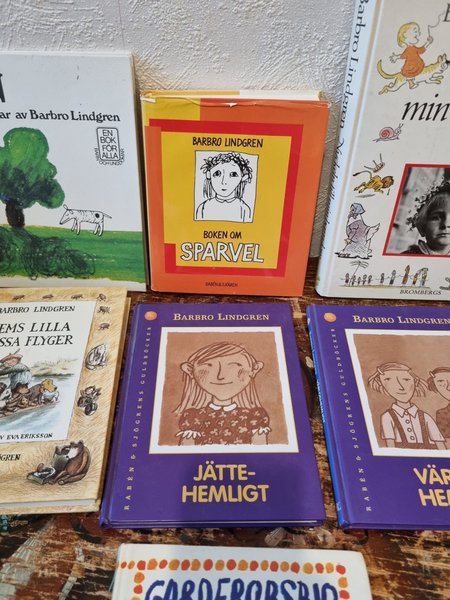 ar av Barbro Lindgren
EN BOK
FÖR
ALLA
BARBRO LINDGREN
BOKEN OM
SPARVEL
RABÉN & SJÖGREN
Barbro Lindgren
min
BROMBERGS
BARBRO LINDGREN
EMS LILLA
SSA FLYGER
V EVA ERIKSSON
GREN
RABÉN & SJÖGRENS GULDBÖCKER
BARBRO LINDGREN
JÄTTE-
HEMLIGT
RABÉN & SJÖGRENS GULDBÖCKER
BARBRO LINDGREN
VÄR
HE
GARDEROBSBIO